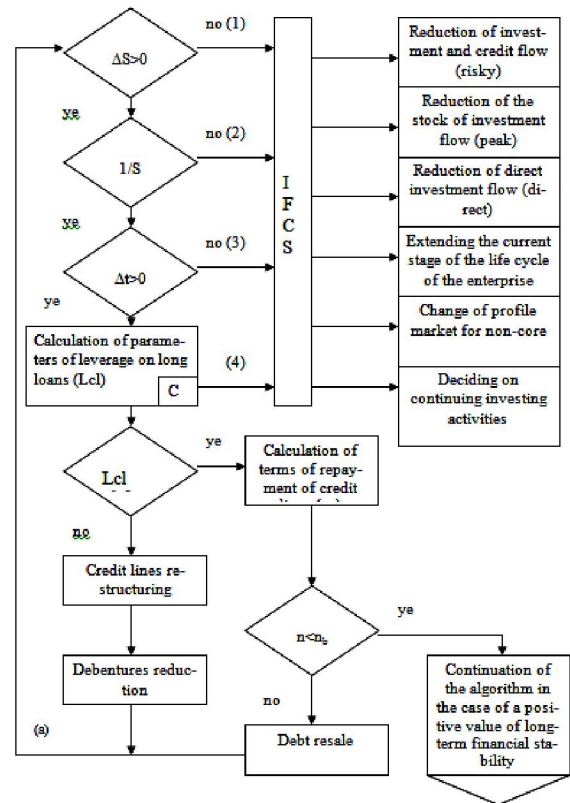 ΔS>0
no (1)
ye
1/S
no (2)
ye
Δt>0
no (3)
ye
Calculation of parame-
ters of leverage on long
loans (Lcl)
C
(4)
I
F
C
S
Reduction of invest-
ment and credit flow
(risky)
Reduction of the
stock of investment
flow (peak)
Reduction of direct
investment flow (di-
rect)
Extending the current
stage of the life cycle
of the enterprise
Change of profile
market for non-core
Deciding on
continuing investing
activities
Lcl
ye
Calculation of
terms of repay-
ment of credit
no
Credit lines re-
structuring
Debentures reduc-
tion
(a)
n<n
ye
no
Debt resale
Continuation of
the algorithm in
the case of a posi-
tive value of long-
term financial sta-
bility